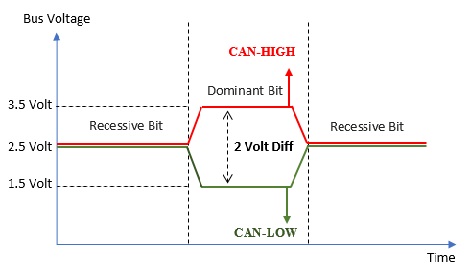 Bus Voltage
CAN-HIGH
Dominant Bit
3.5 Volt
Recessive Bit
Recessive Bit
2.5 Volt
2 Volt Diff
1.5 Volt
CAN-LOW
Time